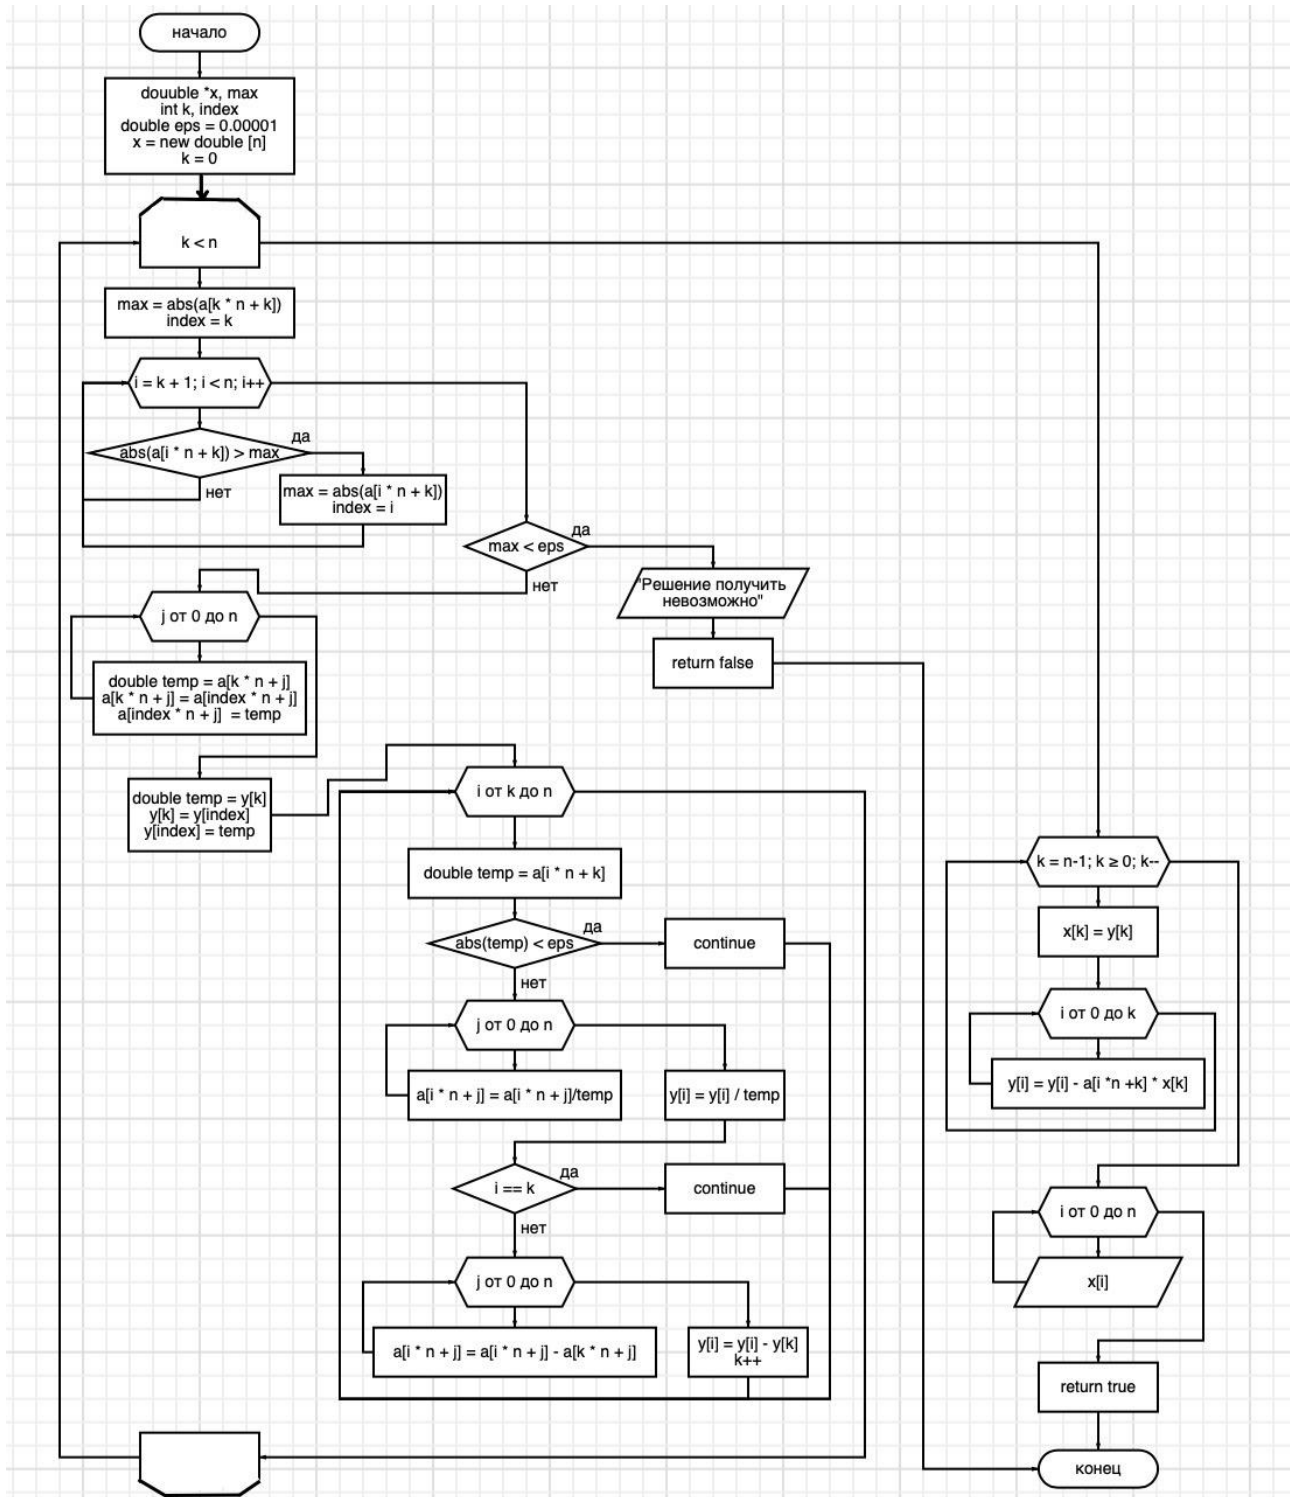 начало
douuble *x, max
int k, index
double eps = 0.00001
x = new double [n]
k = 0
k < n
max = abs(a[k * n + k])
index = k
i = k + 1; i < n; i++
abs(a[i * n + k]) > max
да
нет
max = abs(a[i * n + k])
index = i
max < eps
да
нет
"Решение получить
невозможно"
return false
j от 0 до n
double temp = a[k * n + j]
a[k * n + j] = a[index * n + j]
a[index * n + j] = temp
double temp = y[k]
y[k] = y[index]
y[index] = temp
i от k до n
double temp = a[i * n + k]
abs(temp) < eps
да
continue
нет
j от 0 до n
a[i * n + j] = a[i * n + j]/temp
y[i] = y[i] / temp
i == k
да
continue
нет
j от 0 до n
a[i * n + j] = a[i * n + j] - a[k * n + j]
y[i] = y[i] - y[k]
k++
k = n-1; k ≥ 0; k--
x[k] = y[k]
i от 0 до k
y[i] = y[i] - a[i *n +k] * x[k]
i от 0 до n
x[i]
return true
конец